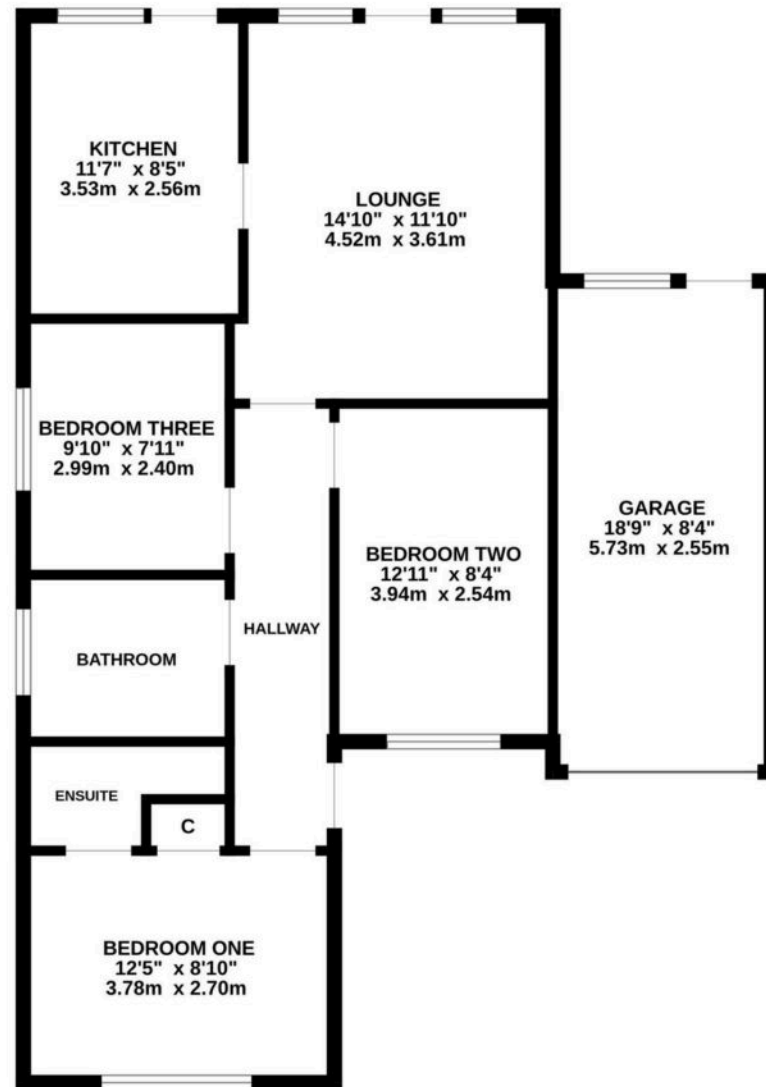 KITCHEN
11'7" x 8'5"
3.53m x 2.56m
LOUNGE
14'10" x 11'10"
4.52m x 3.61m
BEDROOM THREE
9'10" x 7'11"
2.99m x 2.40m
GARAGE
18'9" x 8'4"
5.73m x 2.55m
BEDROOM TWO
12'11" x 8'4"
3.94m x 2.54m
HALLWAY
BATHROOM
ENSUITE
C
BEDROOM ONE
12'5" x 8'10"
3.78m x 2.70m